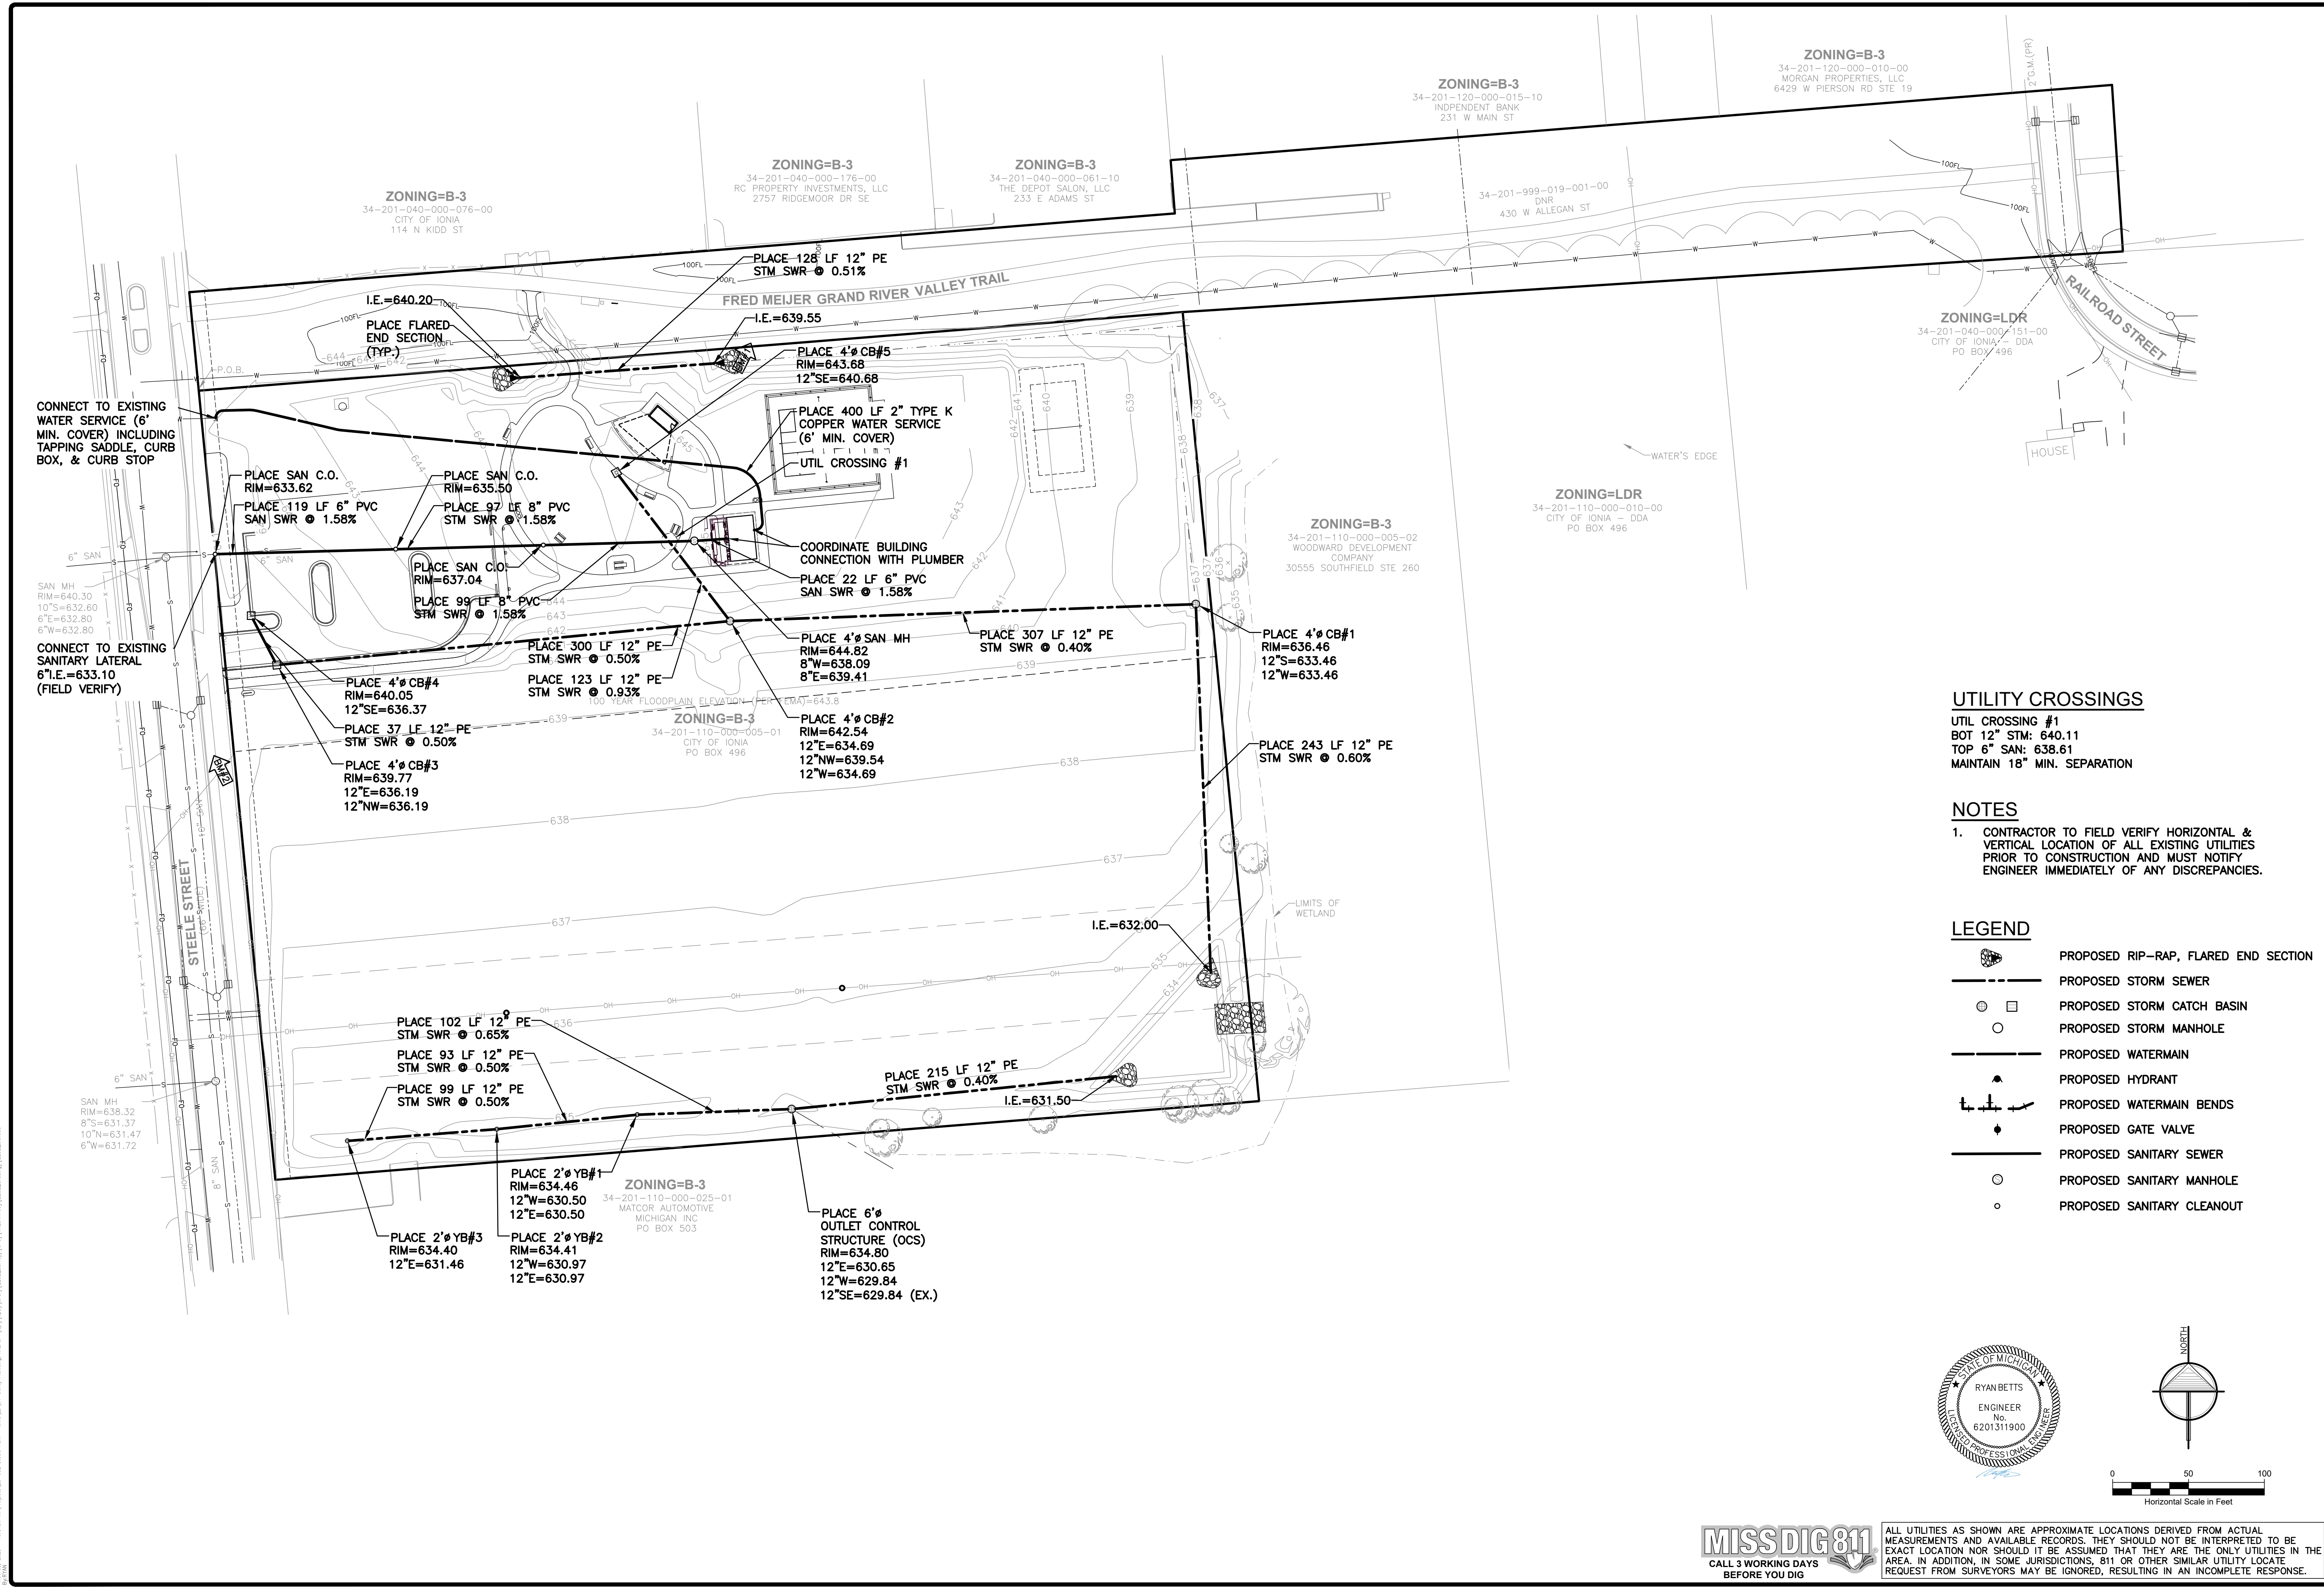 ZONING=B-3
34-201-120-000-010-00
MORGAN PROPERTIES, LLC
6429 W PIERSON RD STE 19
2"G.M.(PR)
ZONING=B-3
34-201-120-000-015-10
INDPENDENT BANK
231 W MAIN ST
ZONING=B-3
34-201-040-000-176-00
RC PROPERTY INVESTMENTS, LLC
2757 RIDGEMOOR DR SE
ZONING=B-3
34-201-040-000-061-10
THE DEPOT SALON, LLC
233 E ADAMS ST
ZONING=B-3
34-201-040-000-076-00
CITY OF IONIA
114 N KIDD ST
34-201-999-019-001-00
DNR
430 W ALLEGAN ST
100FL
100FL
PLACE 128 LF 12" PE
STM SWR @ 0.51%
FRED MEIJER GRAND RIVER VALLEY TRAIL
I.E.=640.20
PLACE FLARED
END SECTION
(TYP.)
I.E.=639.55
PLACE 4'ø CB#5
RIM=643.68
12"SE=640.68
P.O.B.
RAILROAD STREET
ZONING=LDR
34-201-040-000-151-00
CITY OF IONIA - DDA
PO BOX 496
HOUSE
CONNECT TO EXISTING
WATER SERVICE (6'
MIN. COVER) INCLUDING
TAPPING SADDLE, CURB
BOX, & CURB STOP
PLACE 400 LF 2" TYPE K
COPPER WATER SERVICE
(6' MIN. COVER)
UTIL CROSSING #1
WATER'S EDGE
PLACE SAN C.O.
RIM=633.62
PLACE 119 LF 6" PVC
SAN SWR @ 1.58%
PLACE SAN C.O.
RIM=635.50
PLACE 97 LF 8" PVC
STM SWR @ 1.58%
ZONING=LDR
34-201-110-000-010-00
CITY OF IONIA - DDA
PO BOX 496
ZONING=B-3
34-201-110-000-005-02
WOODWARD DEVELOPMENT
COMPANY
30555 SOUTHFIELD STE 260
6" SAN
6" SAN
SAN MH
RIM=640.30
10"S=632.60
6"E=632.80
6"W=632.80
PLACE SAN C.O.
RIM=637.04
PLACE 99 LF 8" PVC
STM SWR @ 1.58%
COORDINATE BUILDING
CONNECTION WITH PLUMBER
PLACE 22 LF 6" PVC
SAN SWR @ 1.58%
CONNECT TO EXISTING
SANITARY LATERAL
6"I.E.=633.10
(FIELD VERIFY)
PLACE 300 LF 12" PE
STM SWR @ 0.50%
PLACE 123 LF 12" PE
STM SWR @ 0.93%
PLACE 4'ø SAN MH
RIM=644.82
8"W=638.09
8"E=639.41
PLACE 307 LF 12" PE
STM SWR @ 0.40%
PLACE 4'ø CB#1
RIM=636.46
12"S=633.46
12"W=633.46
PLACE 4'ø CB#4
RIM=640.05
12"SE=636.37
PLACE 37 LF 12" PE
STM SWR @ 0.50%
PLACE 4'ø CB#3
RIM=639.77
12"E=636.19
12"NW=636.19
100 YEAR FLOODPLAIN ELEVATION (PER FEMA)=643.8
ZONING=B-3
34-201-110-000-005-01
CITY OF IONIA
PO BOX 496
PLACE 4'ø CB#2
RIM=642.54
12"E=634.69
12"NW=639.54
12"W=634.69
PLACE 243 LF 12" PE
STM SWR @ 0.60%
BM#2
639
638
638
637
637
636
STEELE STREET
(66' WIDE)
I.E.=632.00
LIMITS OF
WETLAND
PLACE 102 LF 12" PE
STM SWR @ 0.65%
PLACE 93 LF 12" PE
STM SWR @ 0.50%
PLACE 99 LF 12" PE
STM SWR @ 0.50%
PLACE 215 LF 12" PE
STM SWR @ 0.40%
I.E.=631.50
6" SAN
SAN MH
RIM=638.32
8"S=631.37
10"N=631.47
6"W=631.72
8" SAN
PLACE 2'ø YB#1
RIM=634.46
12"W=630.50
12"E=630.50
ZONING=B-3
34-201-110-000-025-01
MATCOR AUTOMOTIVE
MICHIGAN INC
PO BOX 503
PLACE 2'ø YB#3
RIM=634.40
12"E=631.46
PLACE 2'ø YB#2
RIM=634.41
12"W=630.97
12"E=630.97
PLACE 6'ø
OUTLET CONTROL
STRUCTURE (OCS)
RIM=634.80
12"E=630.65
12"W=629.84
12"SE=629.84 (EX.)
UTILITY CROSSINGS
UTIL CROSSING #1
BOT 12" STM: 640.11
TOP 6" SAN: 638.61
MAINTAIN 18" MIN. SEPARATION
NOTES
1. CONTRACTOR TO FIELD VERIFY HORIZONTAL &
VERTICAL LOCATION OF ALL EXISTING UTILITIES
PRIOR TO CONSTRUCTION AND MUST NOTIFY
ENGINEER IMMEDIATELY OF ANY DISCREPANCIES.
LEGEND
PROPOSED RIP-RAP, FLARED END SECTION
PROPOSED STORM SEWER
PROPOSED STORM CATCH BASIN
PROPOSED STORM MANHOLE
PROPOSED WATERMAIN
PROPOSED HYDRANT
PROPOSED WATERMAIN BENDS
PROPOSED GATE VALVE
PROPOSED SANITARY SEWER
PROPOSED SANITARY MANHOLE
PROPOSED SANITARY CLEANOUT
STATE OF MICHIGAN
RYAN BETTS
ENGINEER
No.
6201311900
LICENSED PROFESSIONAL ENGINEER
NORTH
0 50 100
Horizontal Scale in Feet
MISS DIG 811
CALL 3 WORKING DAYS
BEFORE YOU DIG
ALL UTILITIES AS SHOWN ARE APPROXIMATE LOCATIONS DERIVED FROM ACTUAL
MEASUREMENTS AND AVAILABLE RECORDS. THEY SHOULD NOT BE INTERPRETED TO BE
EXACT LOCATION NOR SHOULD IT BE ASSUMED THAT THEY ARE THE ONLY UTILITIES IN THE
AREA. IN ADDITION, IN SOME JURISDICTIONS, 811 OR OTHER SIMILAR UTILITY LOCATE
REQUEST FROM SURVEYORS MAY BE IGNORED, RESULTING IN AN INCOMPLETE RESPONSE.